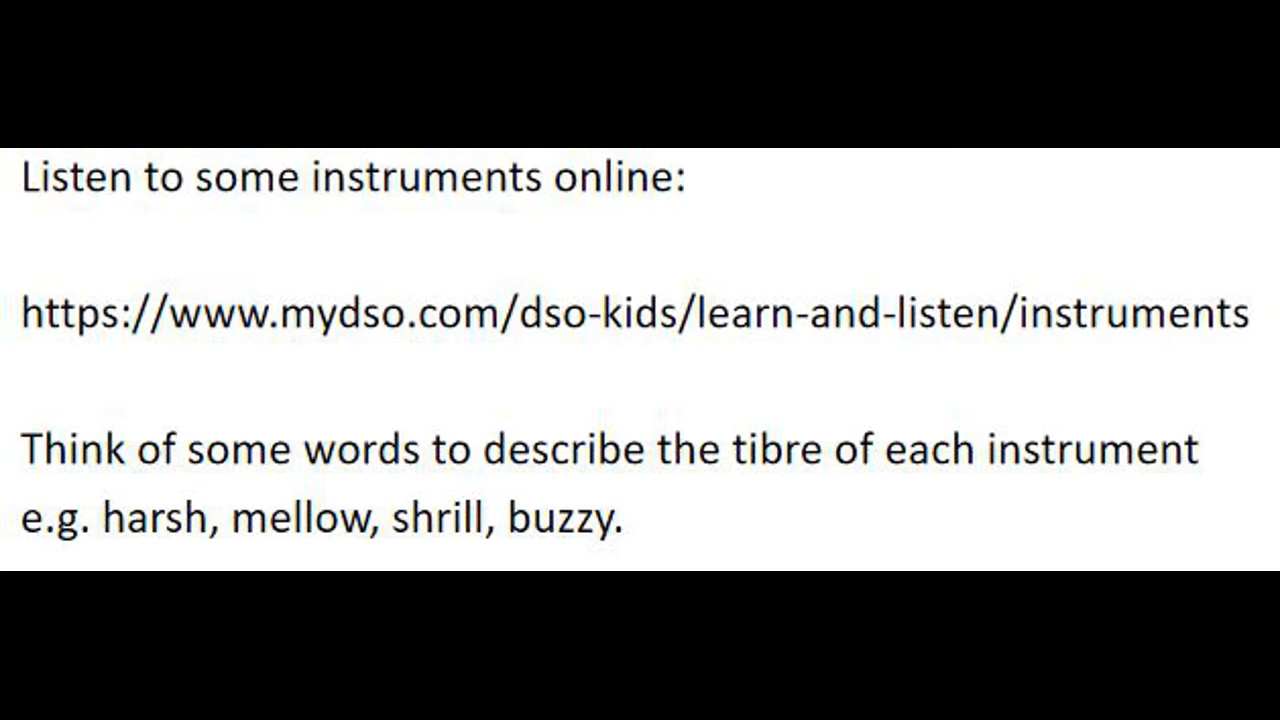 Listen to some instruments online:
https://www.mydso.com/dso-kids/learn-and-listen/instruments
Think of some words to describe the tibre of each instrument
e.g. harsh, mellow, shrill, buzzy.